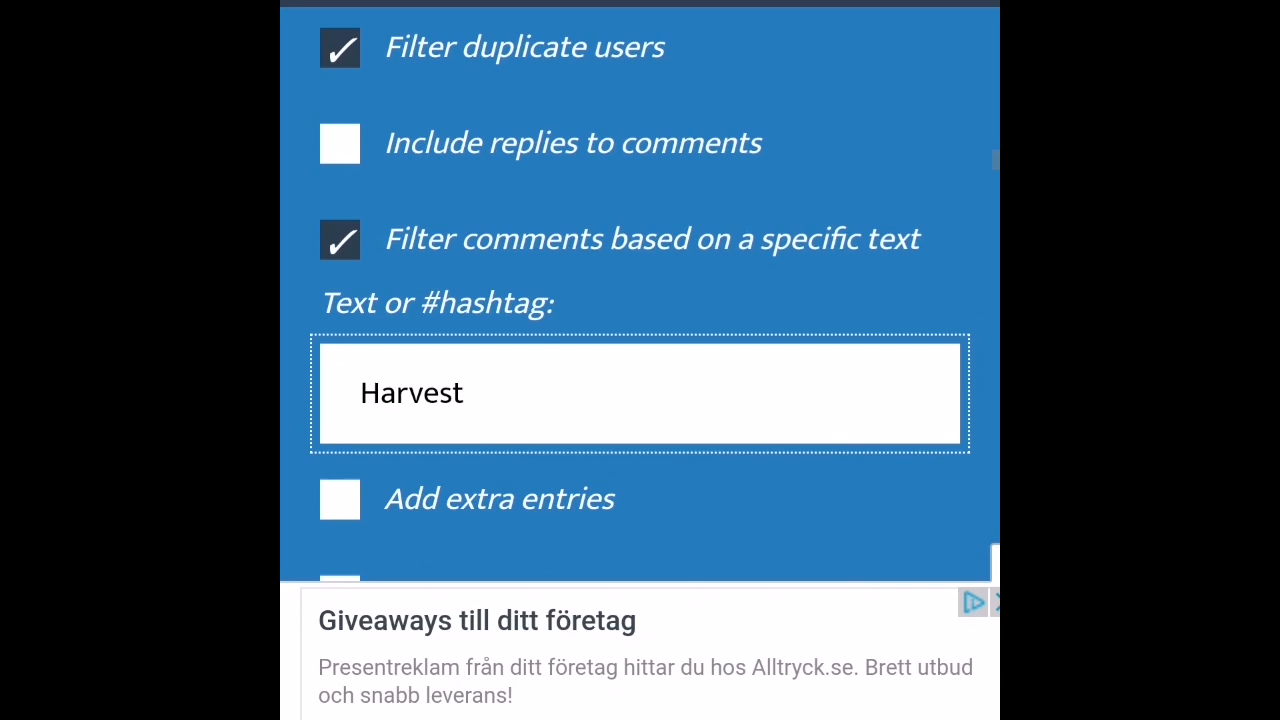 Filter duplicate users
Include replies to comments
Filter comments based on a specific text
Text or #hashtag:
Harvest
Add extra entries
Giveaways till ditt företag
Presentreklam från ditt företag hittar du hos Alltryck.se. Brett utbud
och snabb leverans!